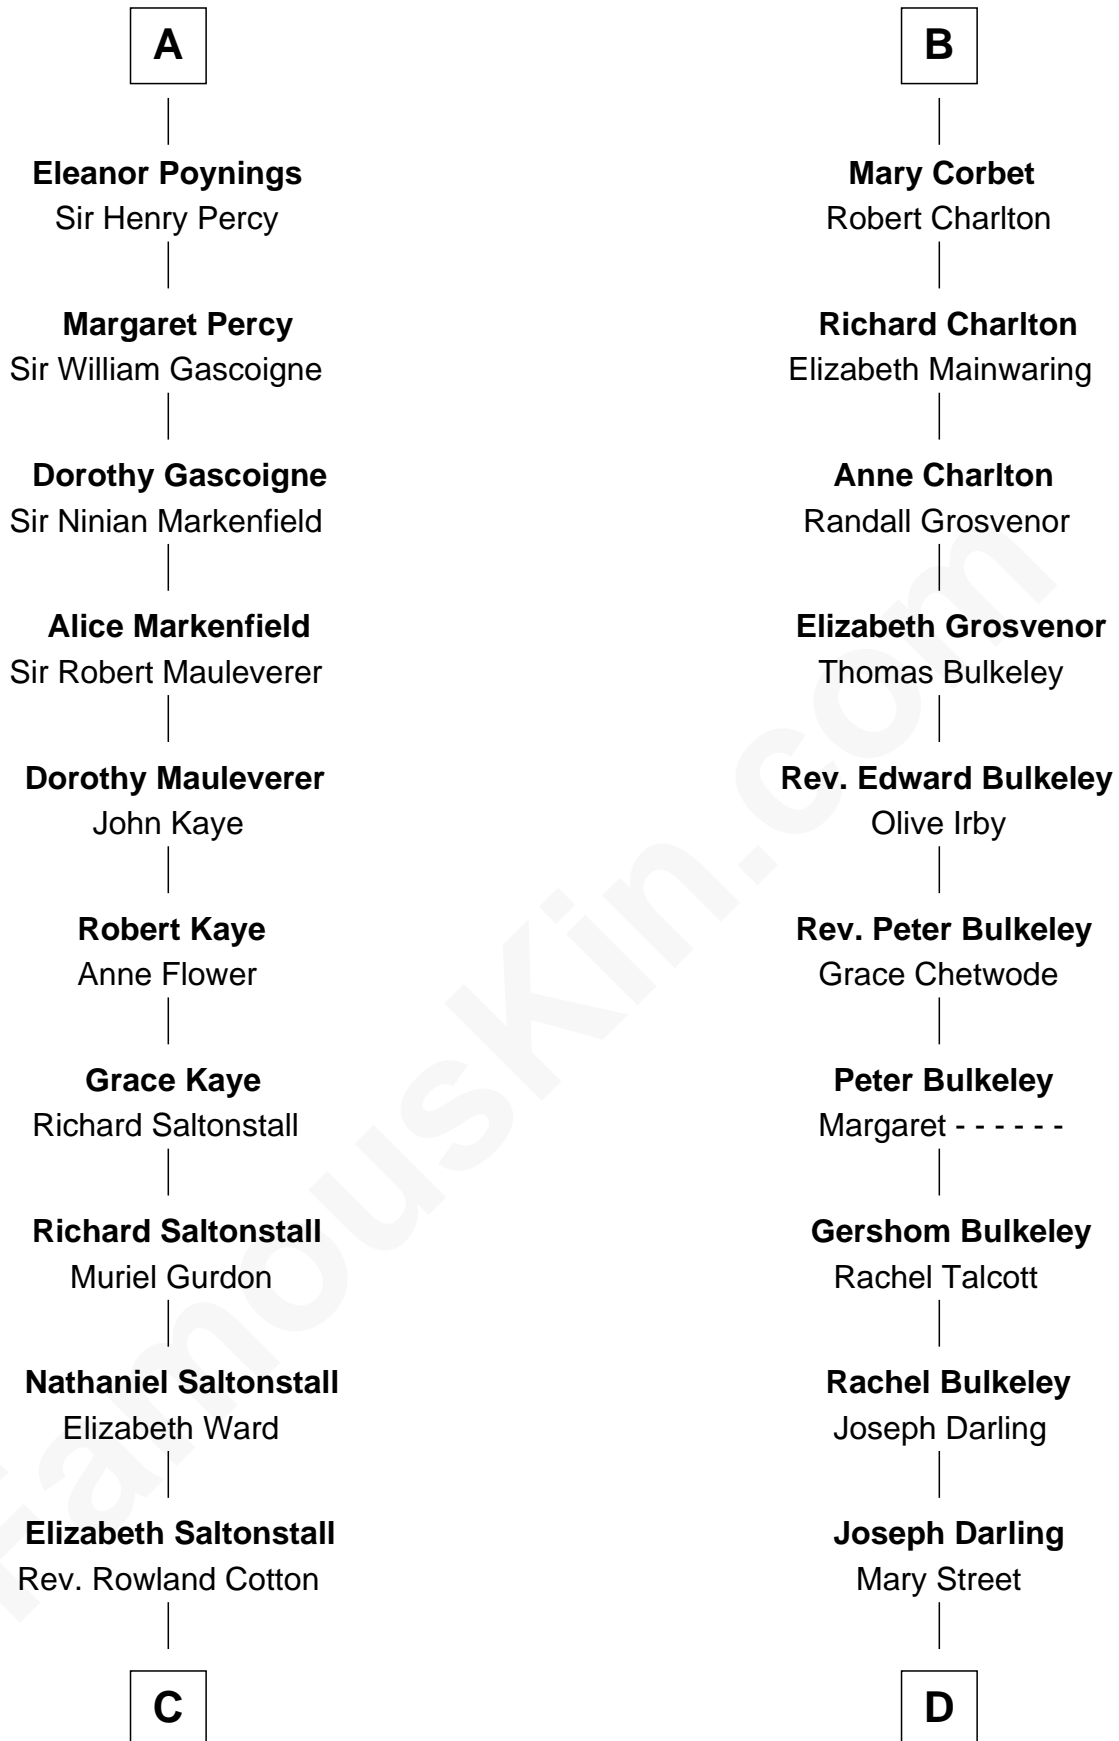 A
Eleanor Poynings
Sir Henry Percy
Margaret Percy
Sir William Gascoigne
Dorothy Gascoigne
Sir Ninian Markenfield
Alice Markenfield
Sir Robert Mauleverer
Dorothy Mauleverer
John Kaye
Robert Kaye
Anne Flower
Grace Kaye
Richard Saltonstall
Richard Saltonstall
Muriel Gurdon
Nathaniel Saltonstall
Elizabeth Ward
Elizabeth Saltonstall
Rev. Rowland Cotton
C
B
Mary Corbet
Robert Charlton
Richard Charlton
Elizabeth Mainwaring
Anne Charlton
Randall Grosvenor
Elizabeth Grosvenor
Thomas Bulkeley
Rev. Edward Bulkeley
Olive Irby
Rev. Peter Bulkeley
Grace Chetwode
Peter Bulkeley
Margaret - - - - - -
Gershom Bulkeley
Rachel Talcott
Rachel Bulkeley
Joseph Darling
Joseph Darling
Mary Street
D
FamousKin.com